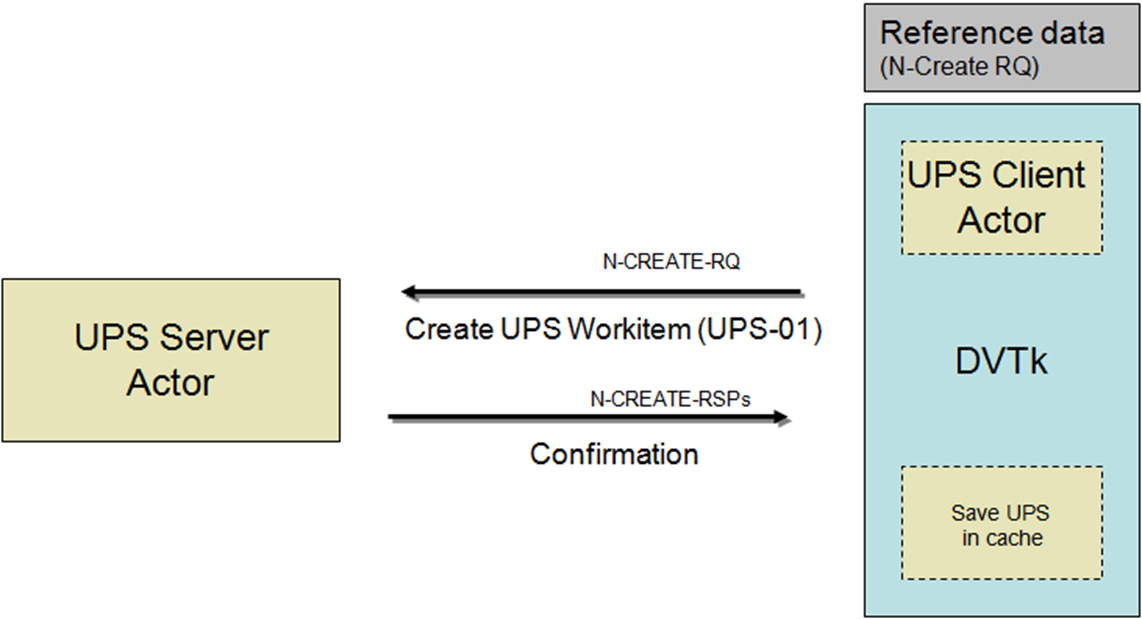 Reference data
(N-Create RQ)
UPS Client
Actor
N-CREATE-RQ
Create UPS Workitem (UPS-01)
UPS Server
Actor
DVTk
N-CREATE-RSPs
Confirmation
Save UPS
in cache